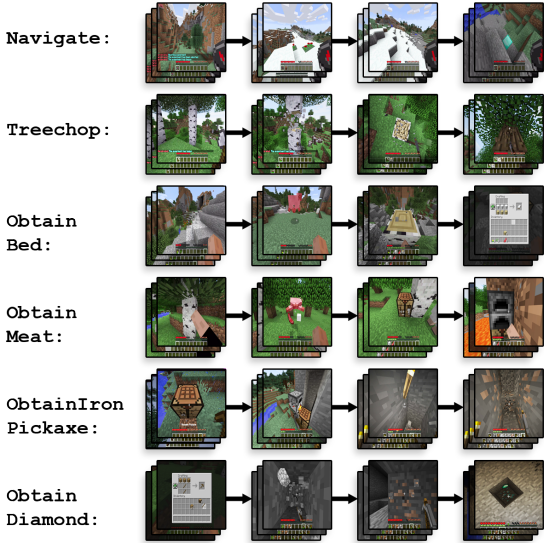 Navigate:
Treechop:
Obtain
Bed:
Obtain
Meat:
ObtainIron
Pickaxe:
Obtain
Diamond: